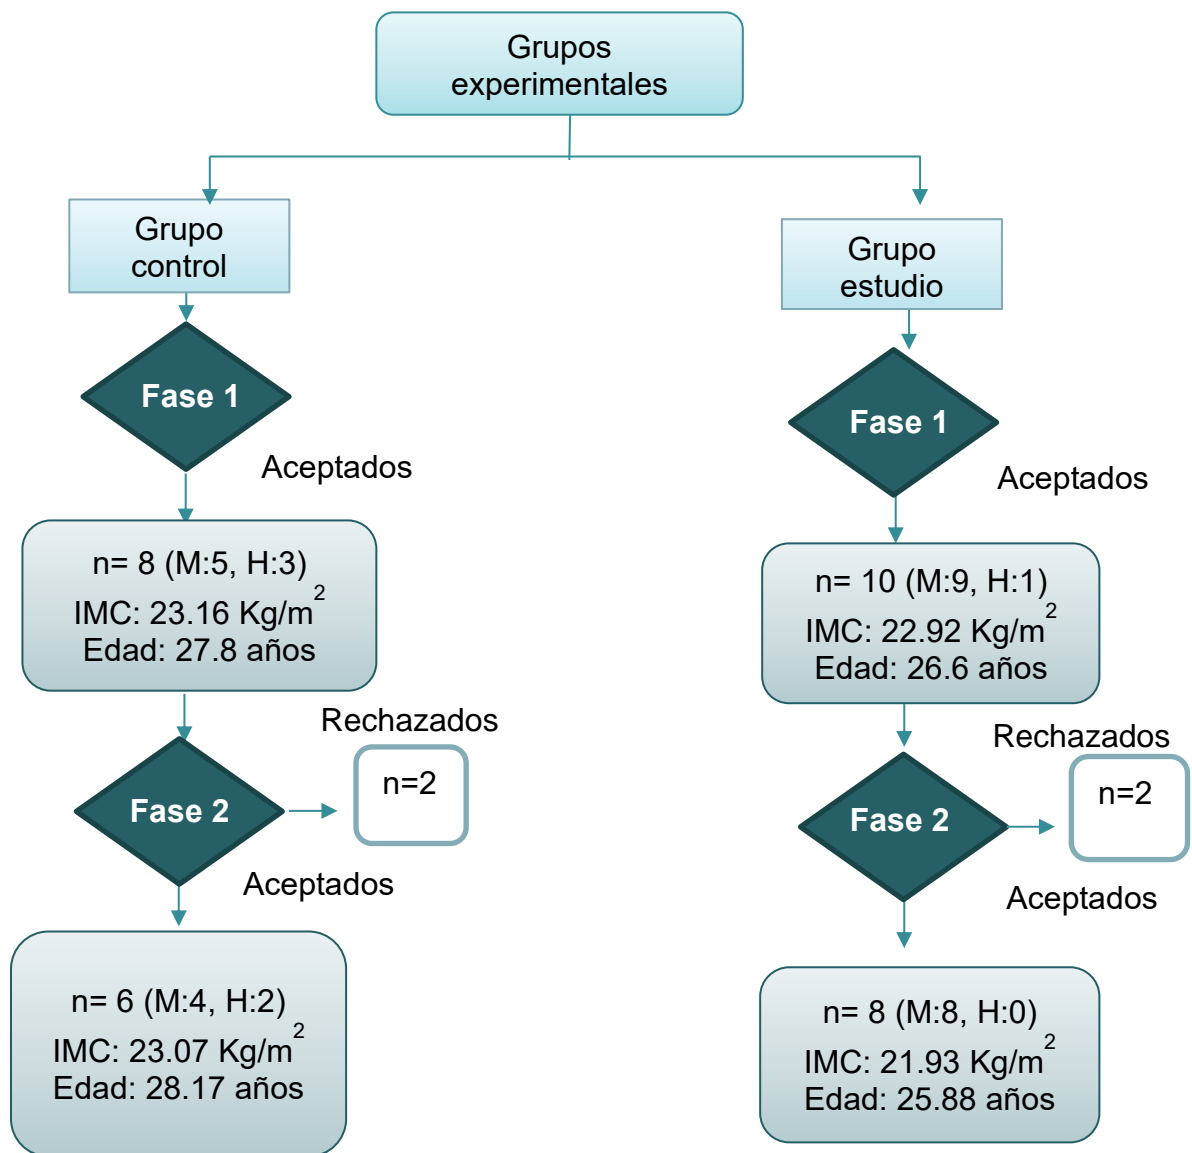 Grupos
experimentales
Grupo
control
Fase 1
Aceptados
n= 8 (M:5, H:3)
IMC: 23.16 Kg/m²
Edad: 27.8 años
Rechazados
n=2
Fase 2
Aceptados
n= 6 (M:4, H:2)
IMC: 23.07 Kg/m²
Edad: 28.17 años
Grupo
estudio
Fase 1
Aceptados
n= 10 (M:9, H:1)
IMC: 22.92 Kg/m²
Edad: 26.6 años
Rechazados
n=2
Fase 2
Aceptados
n= 8 (M:8, H:0)
IMC: 21.93 Kg/m²
Edad: 25.88 años